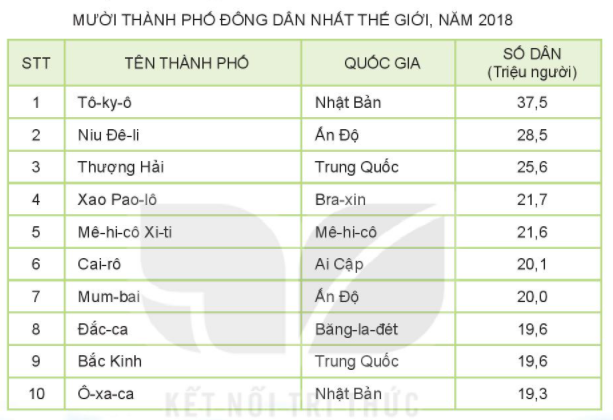 MƯỜI THÀNH PHỐ ĐÔNG DÂN NHẤT THẾ GIỚI, NĂM 2018
STT TÊN THÀNH PHỐ QUỐC GIA SỐ DÂN (Triệu người)
1 Tô-ky-ô Nhật Bản 37,5
2 Niu Đê-li Ấn Độ 28,5
3 Thượng Hải Trung Quốc 25,6
4 Xao Pao-lô Bra-xin 21,7
5 Mê-hi-cô Xi-ti Mê-hi-cô 21,6
6 Cai-rô Ai Cập 20,1
7 Mum-bai Ấn Độ 20,0
8 Đắc-ca Băng-la-đét 19,6
9 Bắc Kinh Trung Quốc 19,6
10 Ô-xa-ca Nhật Bản 19,3
KẾT NỐI TRI THỨC